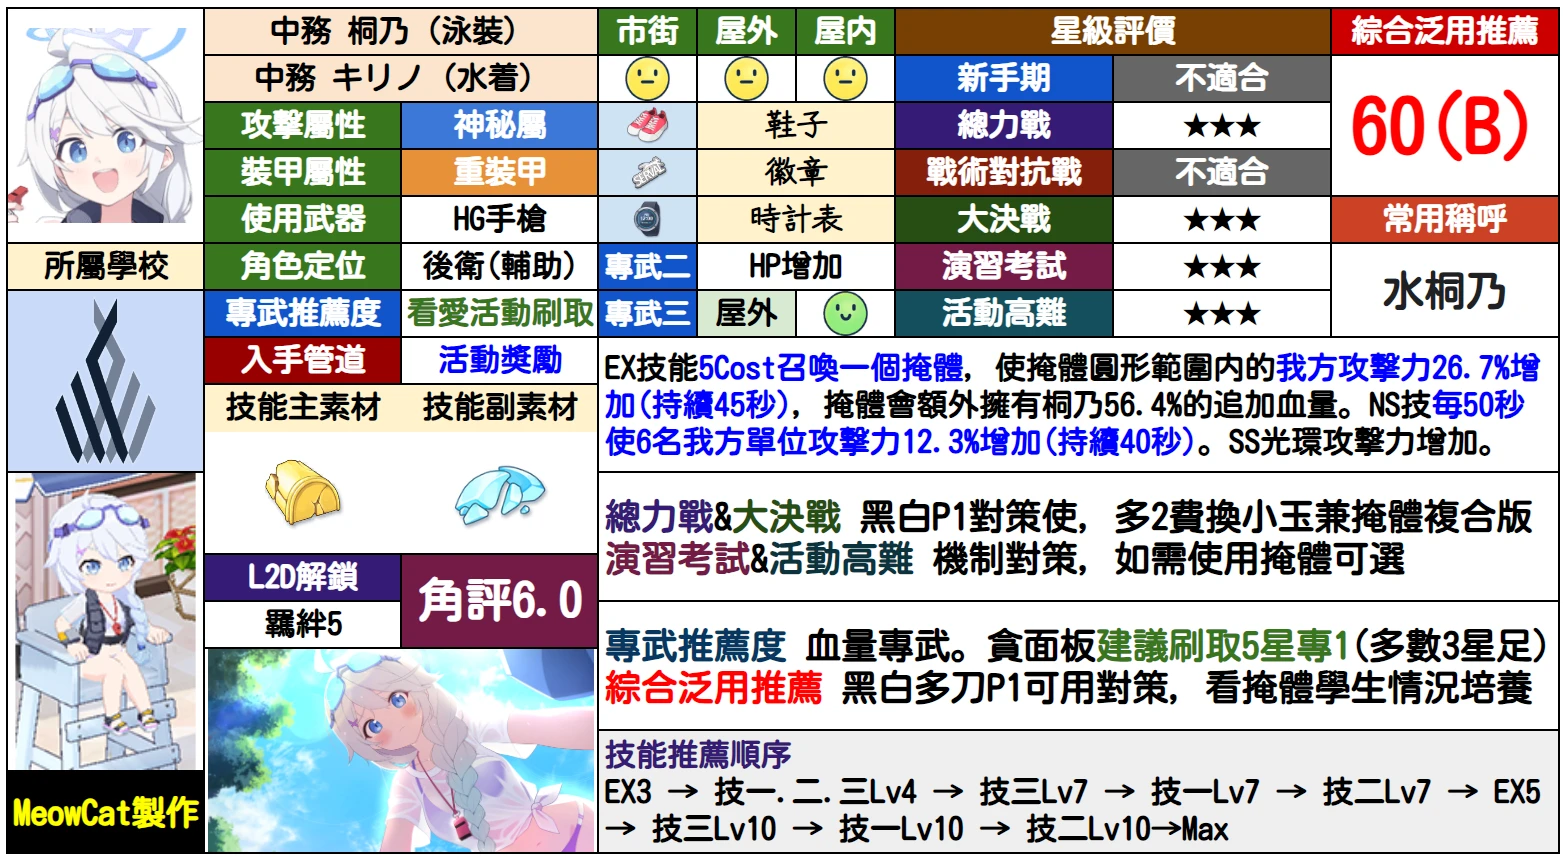 中務 桐乃 (泳裝)
市街
屋外
屋内
星級評價
綜合泛用推薦
中務 キリノ (水着)
新手期
不適合
60(B)
攻擊屬性
神秘屬
鞋子
總力戰
★★★
裝甲屬性
重裝甲
徽章
戰術對抗戰
不適合
使用武器
HG手槍
時計表
大決戰
★★★
常用稱呼
所屬學校
角色定位
後衛(輔助)
專武二
HP增加
演習考試
★★★
水桐乃
專武推薦度
看愛活動刷取
專武三
屋外
活動高難
★★★
入手管道
活動獎勵
EX技能5Cost召喚一個掩體, 使掩體圓形範圍内的我方攻擊力26.7%增
加(持續45秒), 掩體會額外擁有桐乃56.4%的追加血量。NS技每50秒
使6名我方單位攻擊力12.3%增加(持續40秒)。SS光環攻擊力增加。
技能主素材
技能副素材
總力戰&大決戰 黑白P1對策使, 多2費換小玉兼掩體複合版
演習考試&活動高難 機制對策, 如需使用掩體可選
L2D解鎖
角評6.0
羈絆5
專武推薦度 血量專武。貪面板建議刷取5星專1(多數3星足)
綜合泛用推薦 黑白多刀P1可用對策, 看掩體學生情況培養
技能推薦順序
EX3 → 技一.二.三Lv4 → 技三Lv7 → 技一Lv7 → 技二Lv7 → EX5
→ 技三Lv10 → 技一Lv10 → 技二Lv10→Max
MeowCat製作